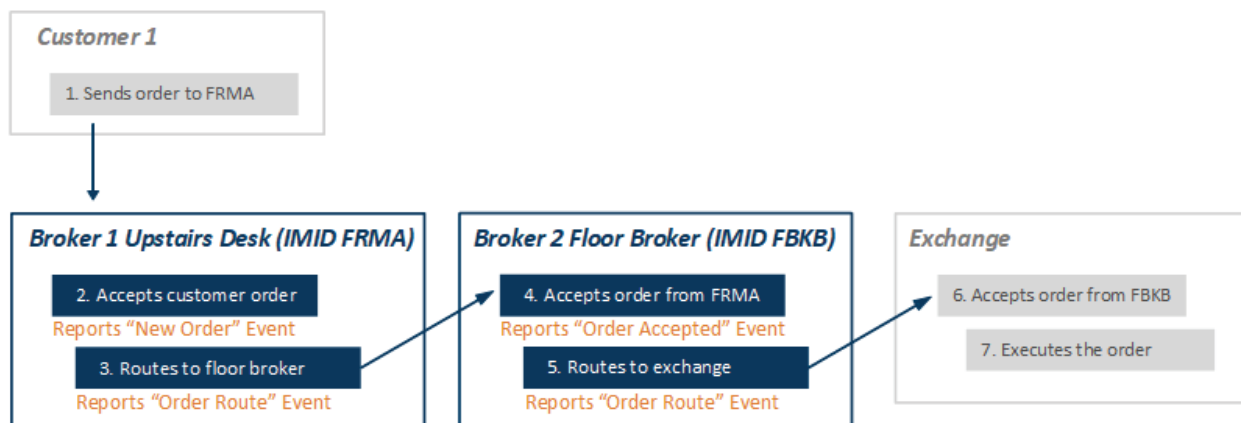 Customer 1
1. Sends order to FRMA
Broker 1 Upstairs Desk (IMID FRMA)
2. Accepts customer order
Reports “New Order” Event
3. Routes to floor broker
Reports “Order Route” Event
Broker 2 Floor Broker (IMID FBKB)
4. Accepts order from FRMA
Reports “Order Accepted” Event
5. Routes to exchange
Reports “Order Route” Event
Exchange
6. Accepts order from FBKB
7. Executes the order